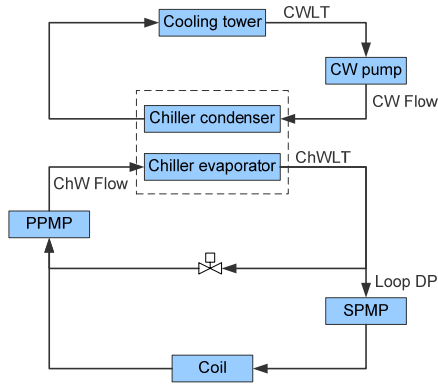 Cooling tower
CWLT
CW pump
CW Flow
Chiller condenser
Chiller evaporator
ChWLT
ChW Flow
PPMP
Loop DP
SPMP
Coil